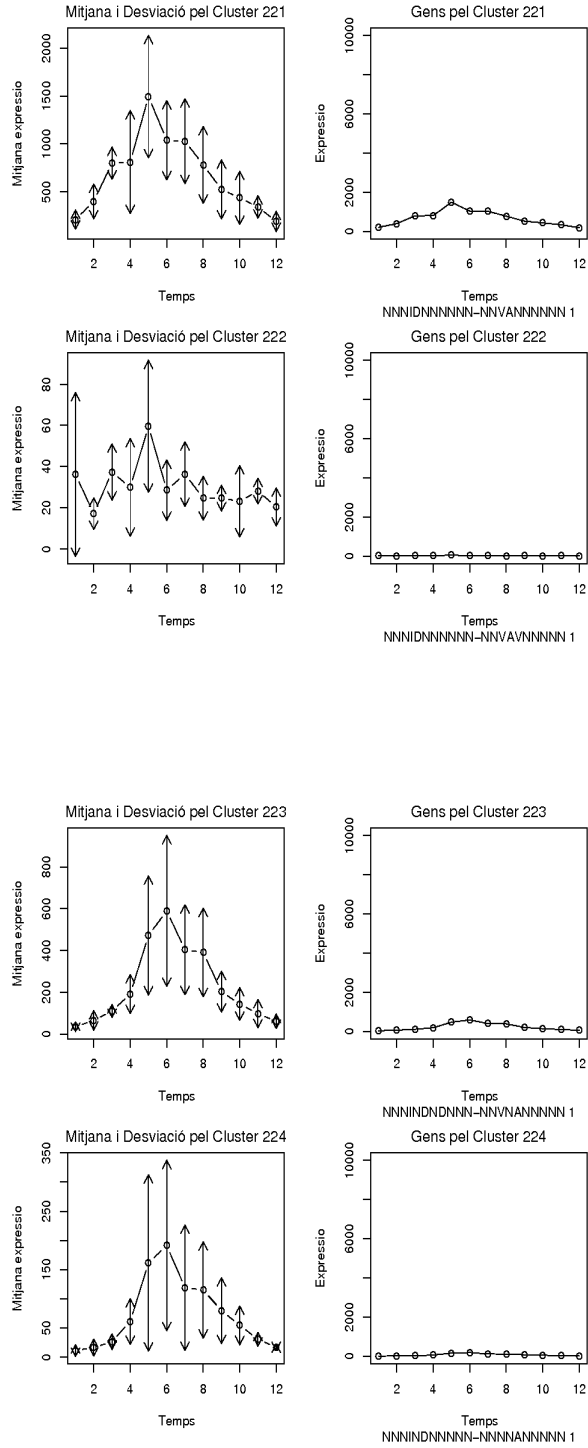 Mitjana i Desviació pel Cluster 221
Mitjana expressio
2000
1500
1000
500
2 4 6 8 10 12
Temps
Gens pel Cluster 221
Expressio
10000
6000
2000
0
2 4 6 8 10 12
Temps
NNNIDNNNNNN-NNVANNNNNN 1
Mitjana i Desviació pel Cluster 222
Mitjana expressio
80
60
40
20
0
2 4 6 8 10 12
Temps
Gens pel Cluster 222
Expressio
10000
6000
2000
0
2 4 6 8 10 12
Temps
NNNIDNNNNNN-NNVAVNNNNN 1
Mitjana i Desviació pel Cluster 223
Mitjana expressio
800
600
400
200
0
2 4 6 8 10 12
Temps
Gens pel Cluster 223
Expressio
10000
6000
2000
0
2 4 6 8 10 12
Temps
NNNINDNDNNN-NNVNANNNNN 1
Mitjana i Desviació pel Cluster 224
Mitjana expressio
350
250
150
50
0
2 4 6 8 10 12
Temps
Gens pel Cluster 224
Expressio
10000
6000
2000
0
2 4 6 8 10 12
Temps
NNNINDNNNNN-NNNNANNNNN 1